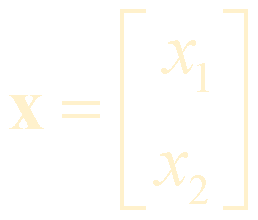 𝐱 = [
x₁
x₂
]